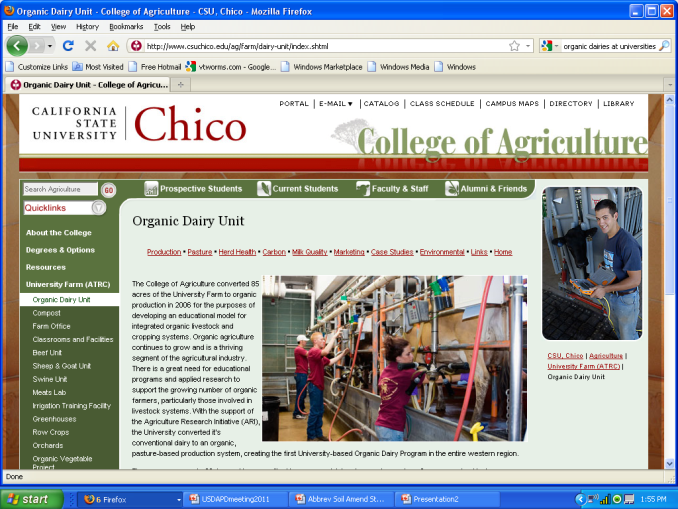 Organic Dairy Unit - College of Agriculture - CSU, Chico - Mozilla Firefox
File Edit View History Bookmarks Tools Help
http://www.csuchico.edu/ag/farm/dairy-unit/index.shtml
organic dairies at universities
Customize Links Most Visited Free Hotmail vtworms.com - Google... Windows Marketplace Windows Media Windows
Organic Dairy Unit - College of Agricu...
PORTAL | E-MAIL | CATALOG | CLASS SCHEDULE | CAMPUS MAPS | DIRECTORY | LIBRARY
CALIFORNIA
STATE
UNIVERSITY
Chico
College of Agriculture
Search Agriculture GO
Quicklinks
Prospective Students Current Students Faculty & Staff Alumni & Friends
About the College
Degrees & Options
Resources
University Farm (ATRC)
Organic Dairy Unit
Compost
Farm Office
Classrooms and Facilities
Beef Unit
Sheep & Goat Unit
Swine Unit
Meats Lab
Irrigation Training Facility
Greenhouses
Row Crops
Orchards
Organic Vegetable
Project
Organic Dairy Unit
Production • Pasture • Herd Health • Carbon • Milk Quality • Marketing • Case Studies • Environmental • Links • Home
The College of Agriculture converted 85
acres of the University Farm to organic
production in 2006 for the purposes of
developing an educational model for
integrated organic livestock and
cropping systems. Organic agriculture
continues to grow and is a thriving
segment of the agricultural industry.
There is a great need for educational
programs and applied research to
support the growing number of organic
farmers, particularly those involved in
livestock systems. With the support of
the Agriculture Research Initiative (ARI),
the University converted it's
conventional dairy to an organic,
pasture-based production system, creating the first University-based Organic Dairy Program in the entire western region.
CSU, Chico | Agriculture |
University Farm (ATRC) |
Organic Dairy Unit
Done
start 6 Firefox USDAPDmeeting2011 Abbrev Soil Amend St... Presentation2 1:55 PM